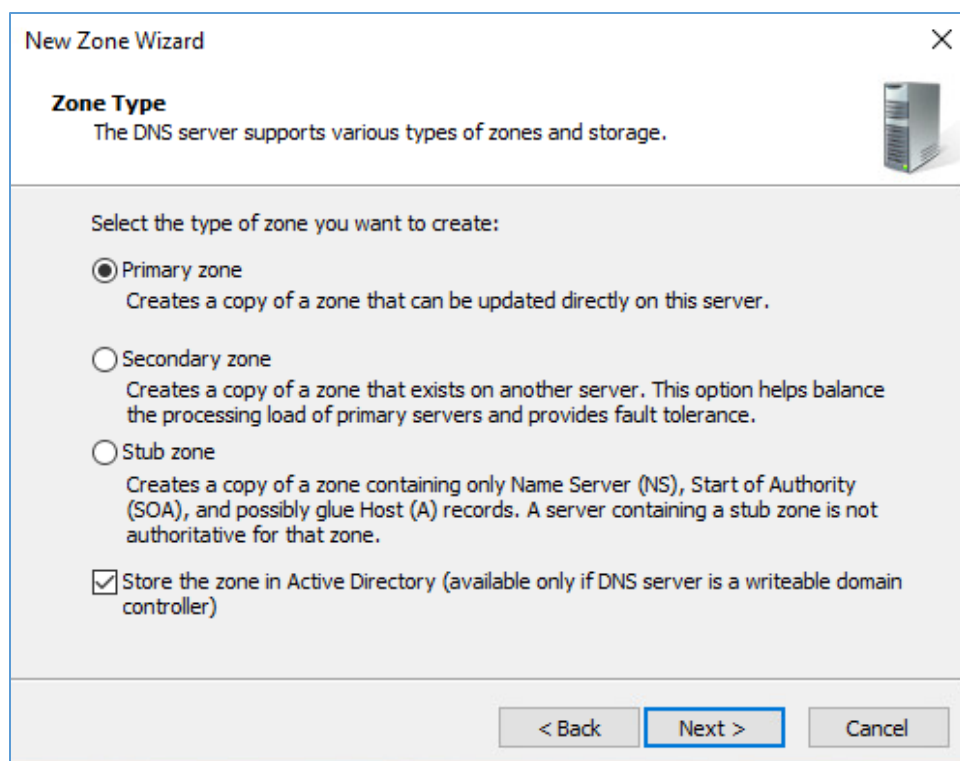 New Zone Wizard
Zone Type
The DNS server supports various types of zones and storage.
Select the type of zone you want to create:
Primary zone
Creates a copy of a zone that can be updated directly on this server.
Secondary zone
Creates a copy of a zone that exists on another server. This option helps balance
the processing load of primary servers and provides fault tolerance.
Stub zone
Creates a copy of a zone containing only Name Server (NS), Start of Authority
(SOA), and possibly glue Host (A) records. A server containing a stub zone is not
authoritative for that zone.
Store the zone in Active Directory (available only if DNS server is a writeable domain
controller)
< Back
Next >
Cancel